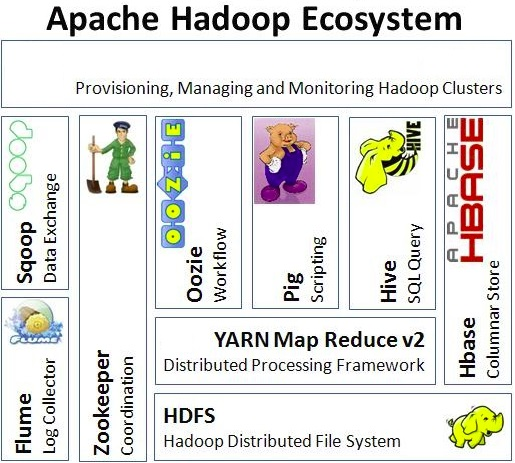 Apache Hadoop Ecosystem
Provisioning, Managing and Monitoring Hadoop Clusters
sqoop
Sqoop
Data Exchange
FLUME
Flume
Log Collector
Zookeeper
Coordination
OOZIE
Oozie
Workflow
Pig
Scripting
HIVE
Hive
SQL Query
APACHE
HBASE
Hbase
Columnar Store
YARN Map Reduce v2
Distributed Processing Framework
HDFS
Hadoop Distributed File System